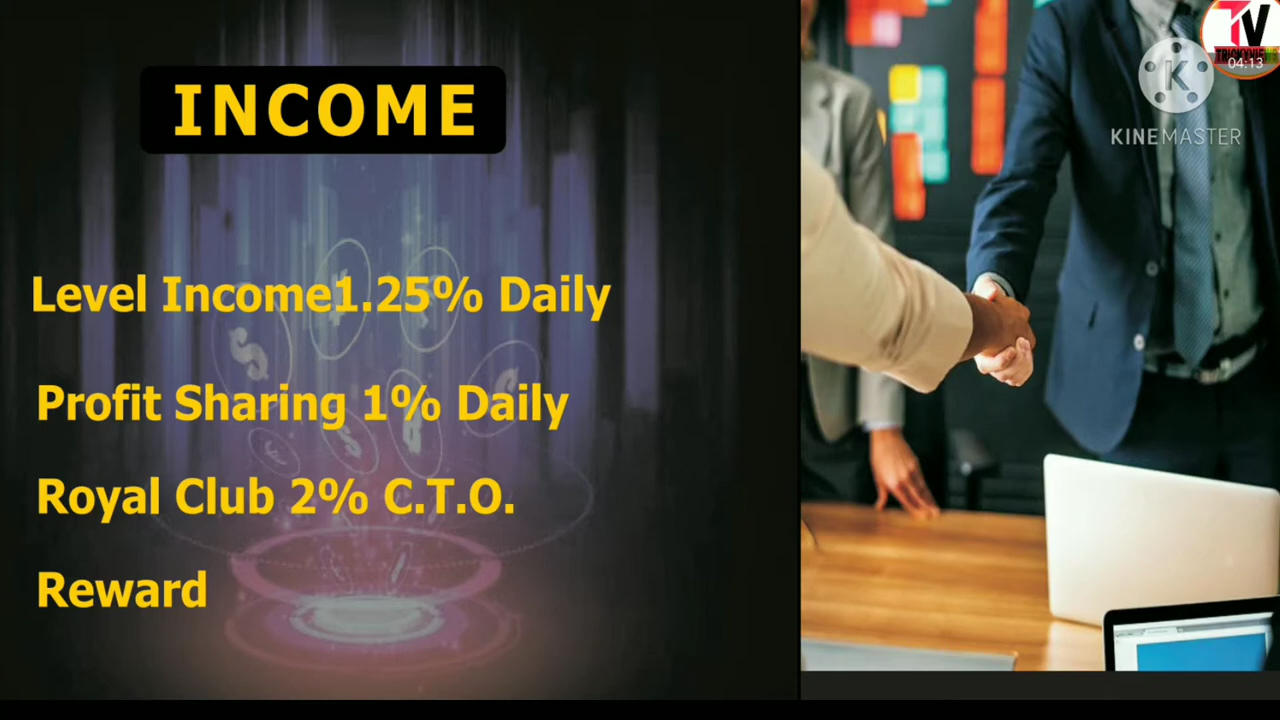 INCOME
Level Income1.25% Daily
Profit Sharing 1% Daily
Royal Club 2% C.T.O.
Reward
TV
04:13
KINEMASTER